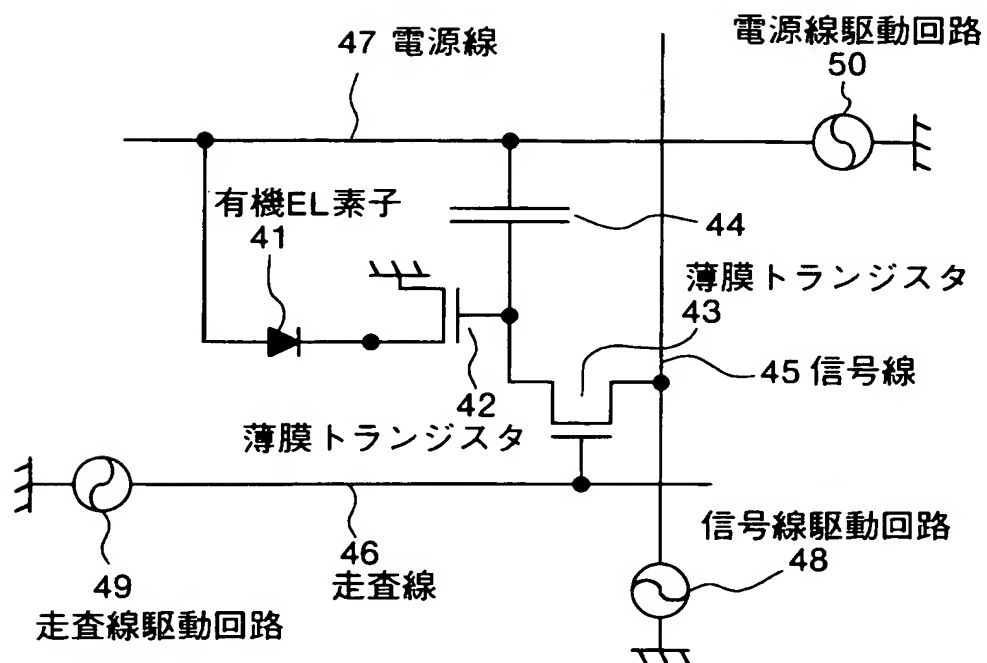 47 電源線
電源線駆動回路
50
有機EL素子
41
44
薄膜トランジスタ
43
45 信号線
42
薄膜トランジスタ
46
走査線
49
走査線駆動回路
信号線駆動回路
48